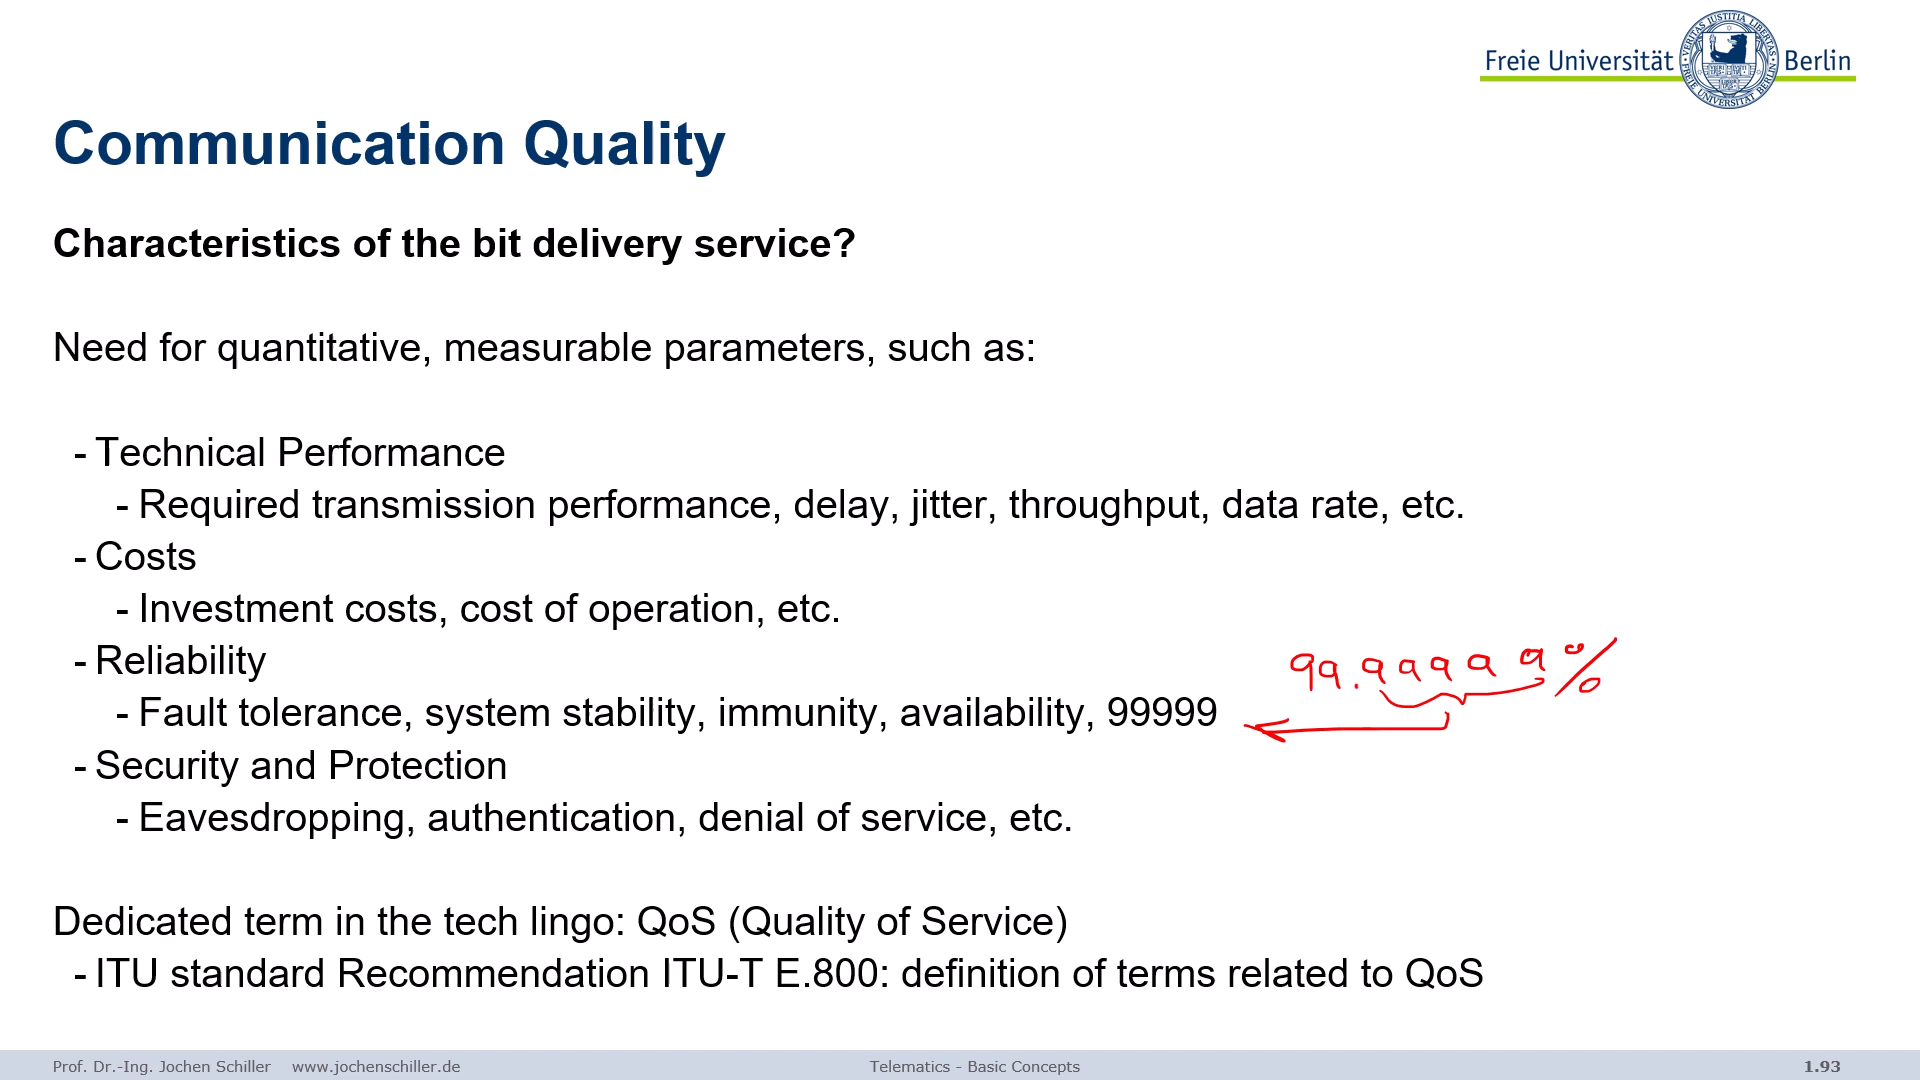 Freie Universität Berlin
Communication Quality
Characteristics of the bit delivery service?
Need for quantitative, measurable parameters, such as:
- Technical Performance
- Required transmission performance, delay, jitter, throughput, data rate, etc.
- Costs
- Investment costs, cost of operation, etc.
- Reliability
99.99999%
- Fault tolerance, system stability, immunity, availability, 99999
- Security and Protection
- Eavesdropping, authentication, denial of service, etc.
Dedicated term in the tech lingo: QoS (Quality of Service)
- ITU standard Recommendation ITU-T E.800: definition of terms related to QoS
Prof. Dr.-Ing. Jochen Schiller www.jochenschiller.de Telematics - Basic Concepts 1.93